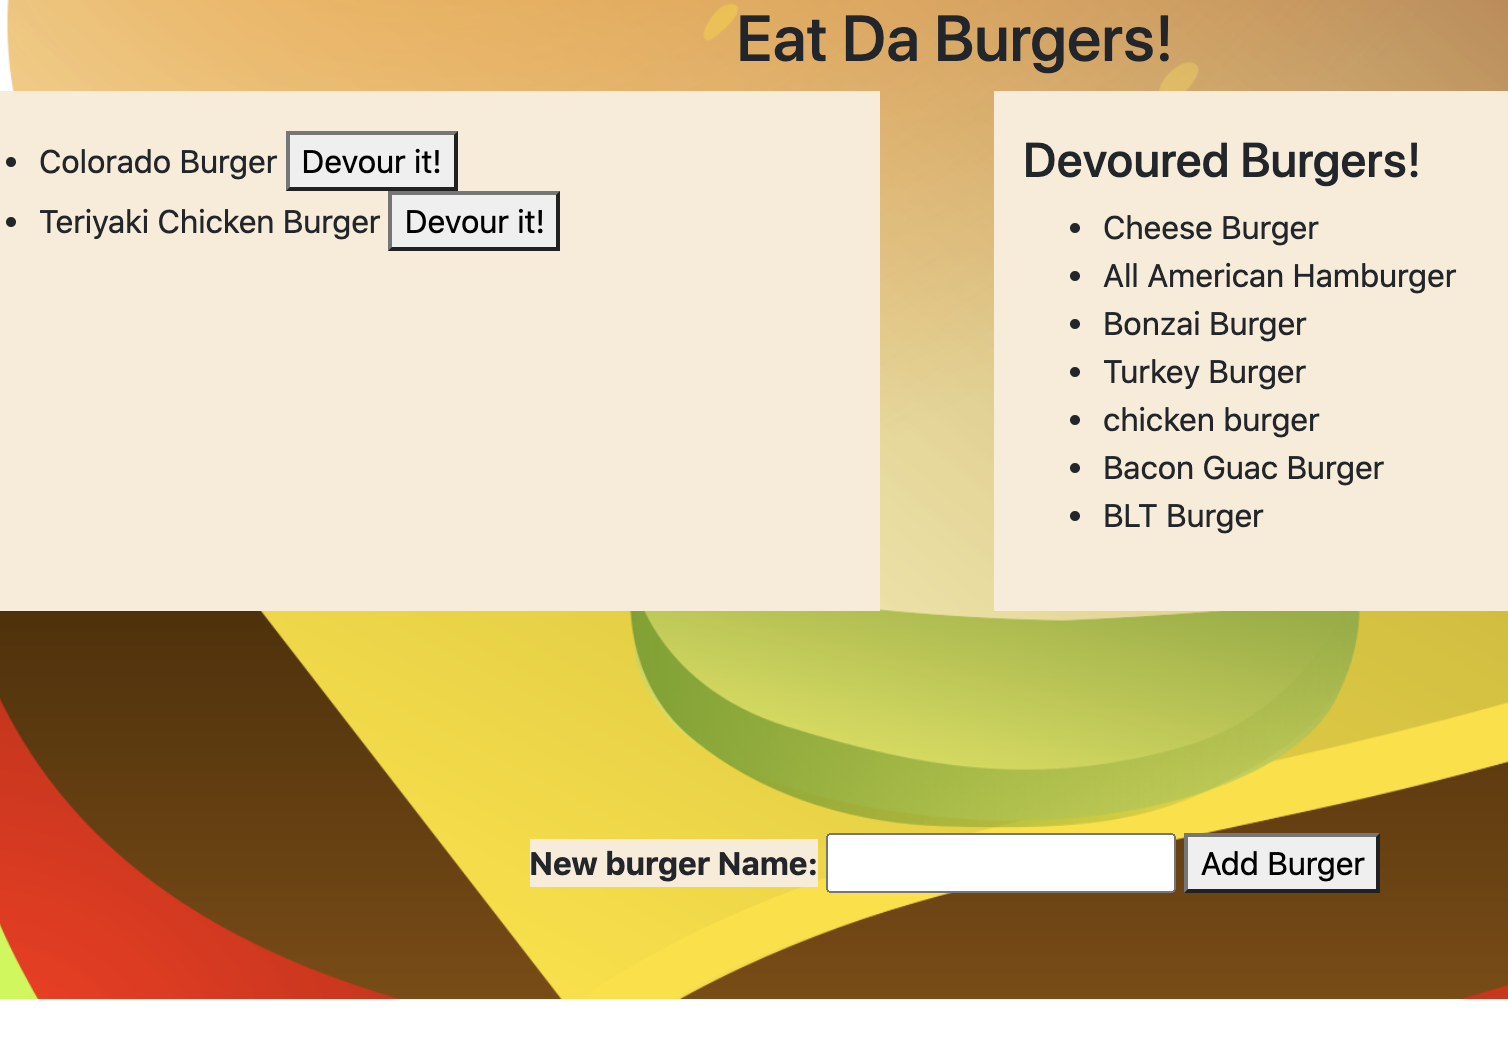 Eat Da Burgers!
Colorado Burger Devour it!
Teriyaki Chicken Burger Devour it!
Devoured Burgers!
Cheese Burger
All American Hamburger
Bonzai Burger
Turkey Burger
chicken burger
Bacon Guac Burger
BLT Burger
New burger Name: Add Burger